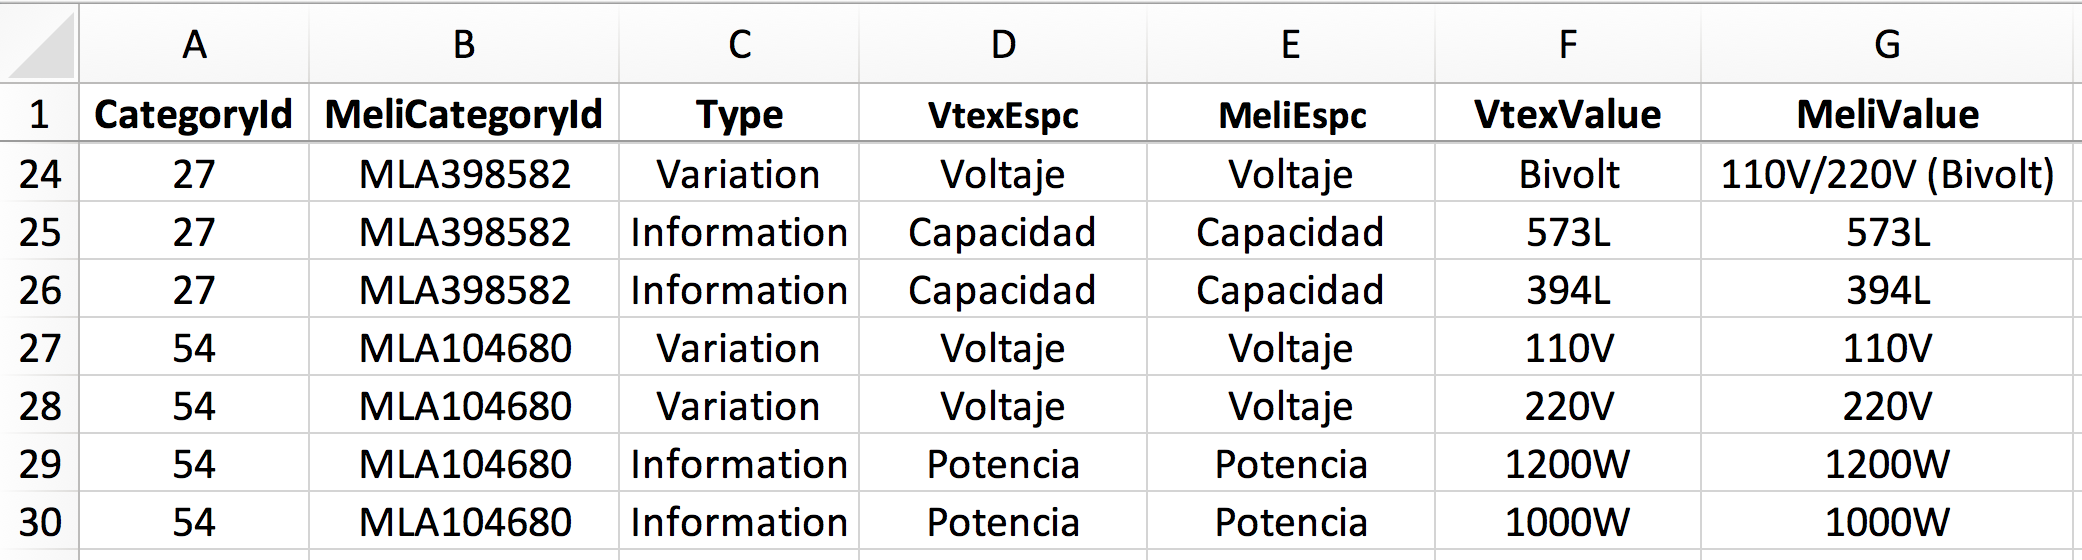 A B C D E F G
1 CategoryId MeliCategoryId Type VtexEspc MeliEspc VtexValue MeliValue
24 27 MLA398582 Variation Voltaje Voltaje Bivolt 110V/220V (Bivolt)
25 27 MLA398582 Information Capacidad Capacidad 573L 573L
26 27 MLA398582 Information Capacidad Capacidad 394L 394L
27 54 MLA104680 Variation Voltaje Voltaje 110V 110V
28 54 MLA104680 Variation Voltaje Voltaje 220V 220V
29 54 MLA104680 Information Potencia Potencia 1200W 1200W
30 54 MLA104680 Information Potencia Potencia 1000W 1000W